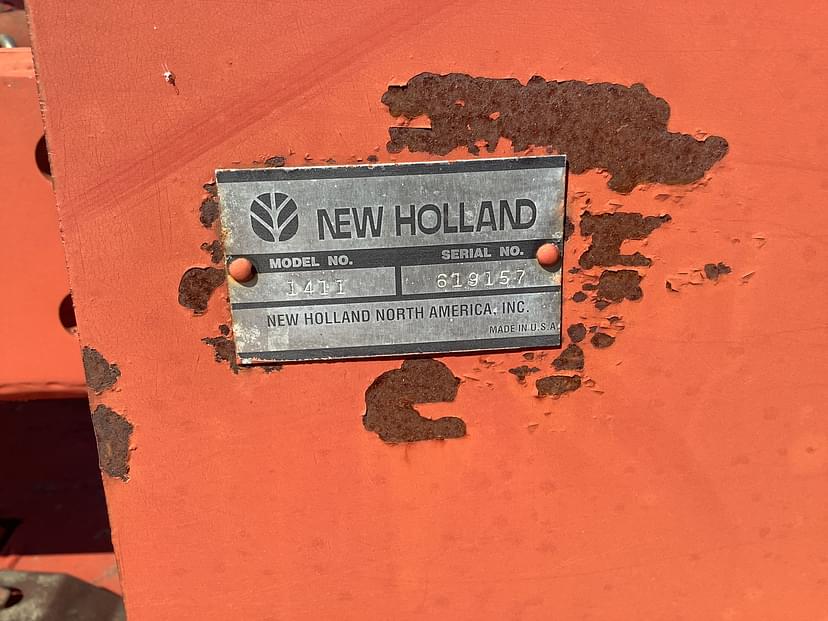 NEW HOLLAND
MODEL NO.
SERIAL NO.
1411
619157
NEW HOLLAND NORTH AMERICA, INC.
MADE IN U.S.A.